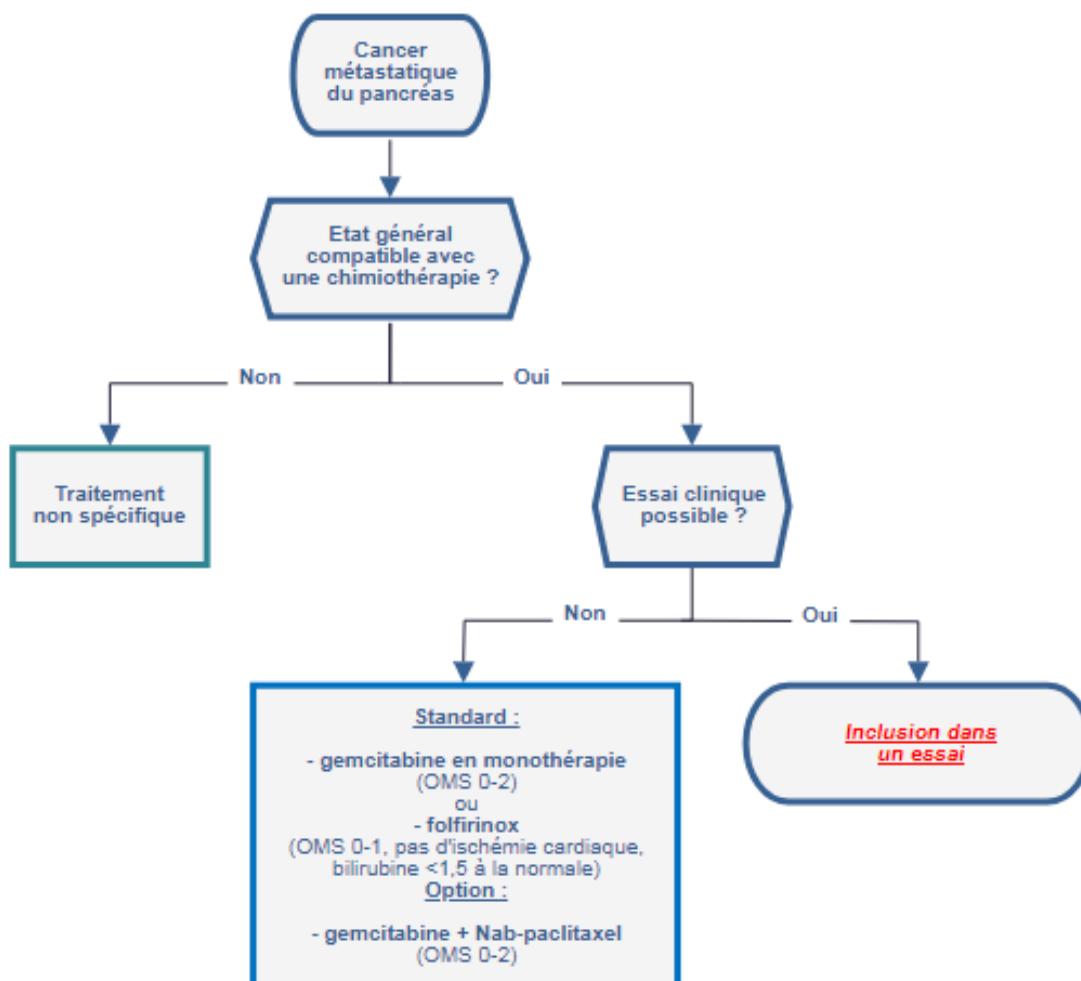 Cancer
métastatique
du pancréas
Etat général
compatible avec
une chimiothérapie ?
Non
Oui
Traitement
non spécifique
Essai clinique
possible ?
Non
Oui
Standard :
- gemcitabine en monothérapie
(OMS 0-2)
ou
- folfirinox
(OMS 0-1, pas d'ischémie cardiaque,
bilirubine <1,5 à la normale)
Option :
- gemcitabine + Nab-paclitaxel
(OMS 0-2)
Inclusion dans
un essai